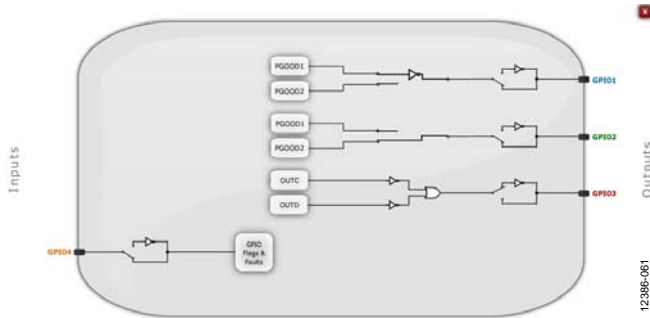 Inputs
PGOOD1
PGOOD2
GPIO1
PGOOD1
PGOOD2
GPIO2
OUTC
OUTD
GPIO3
GPIO4
GPIO
Flags &
Faults
Outputs
x
12386-061